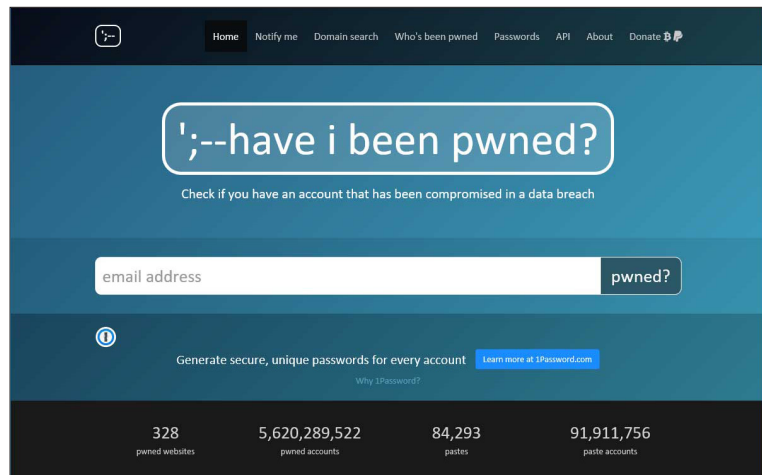 ';--
Home Notify me Domain search Who's been pwned Passwords API About Donate
';--have i been pwned?
Check if you have an account that has been compromised in a data breach
email address pwned?
Generate secure, unique passwords for every account Learn more at 1Password.com
Why 1Password?
328 5,620,289,522 84,293 91,911,756
pwned websites pwned accounts pastes paste accounts